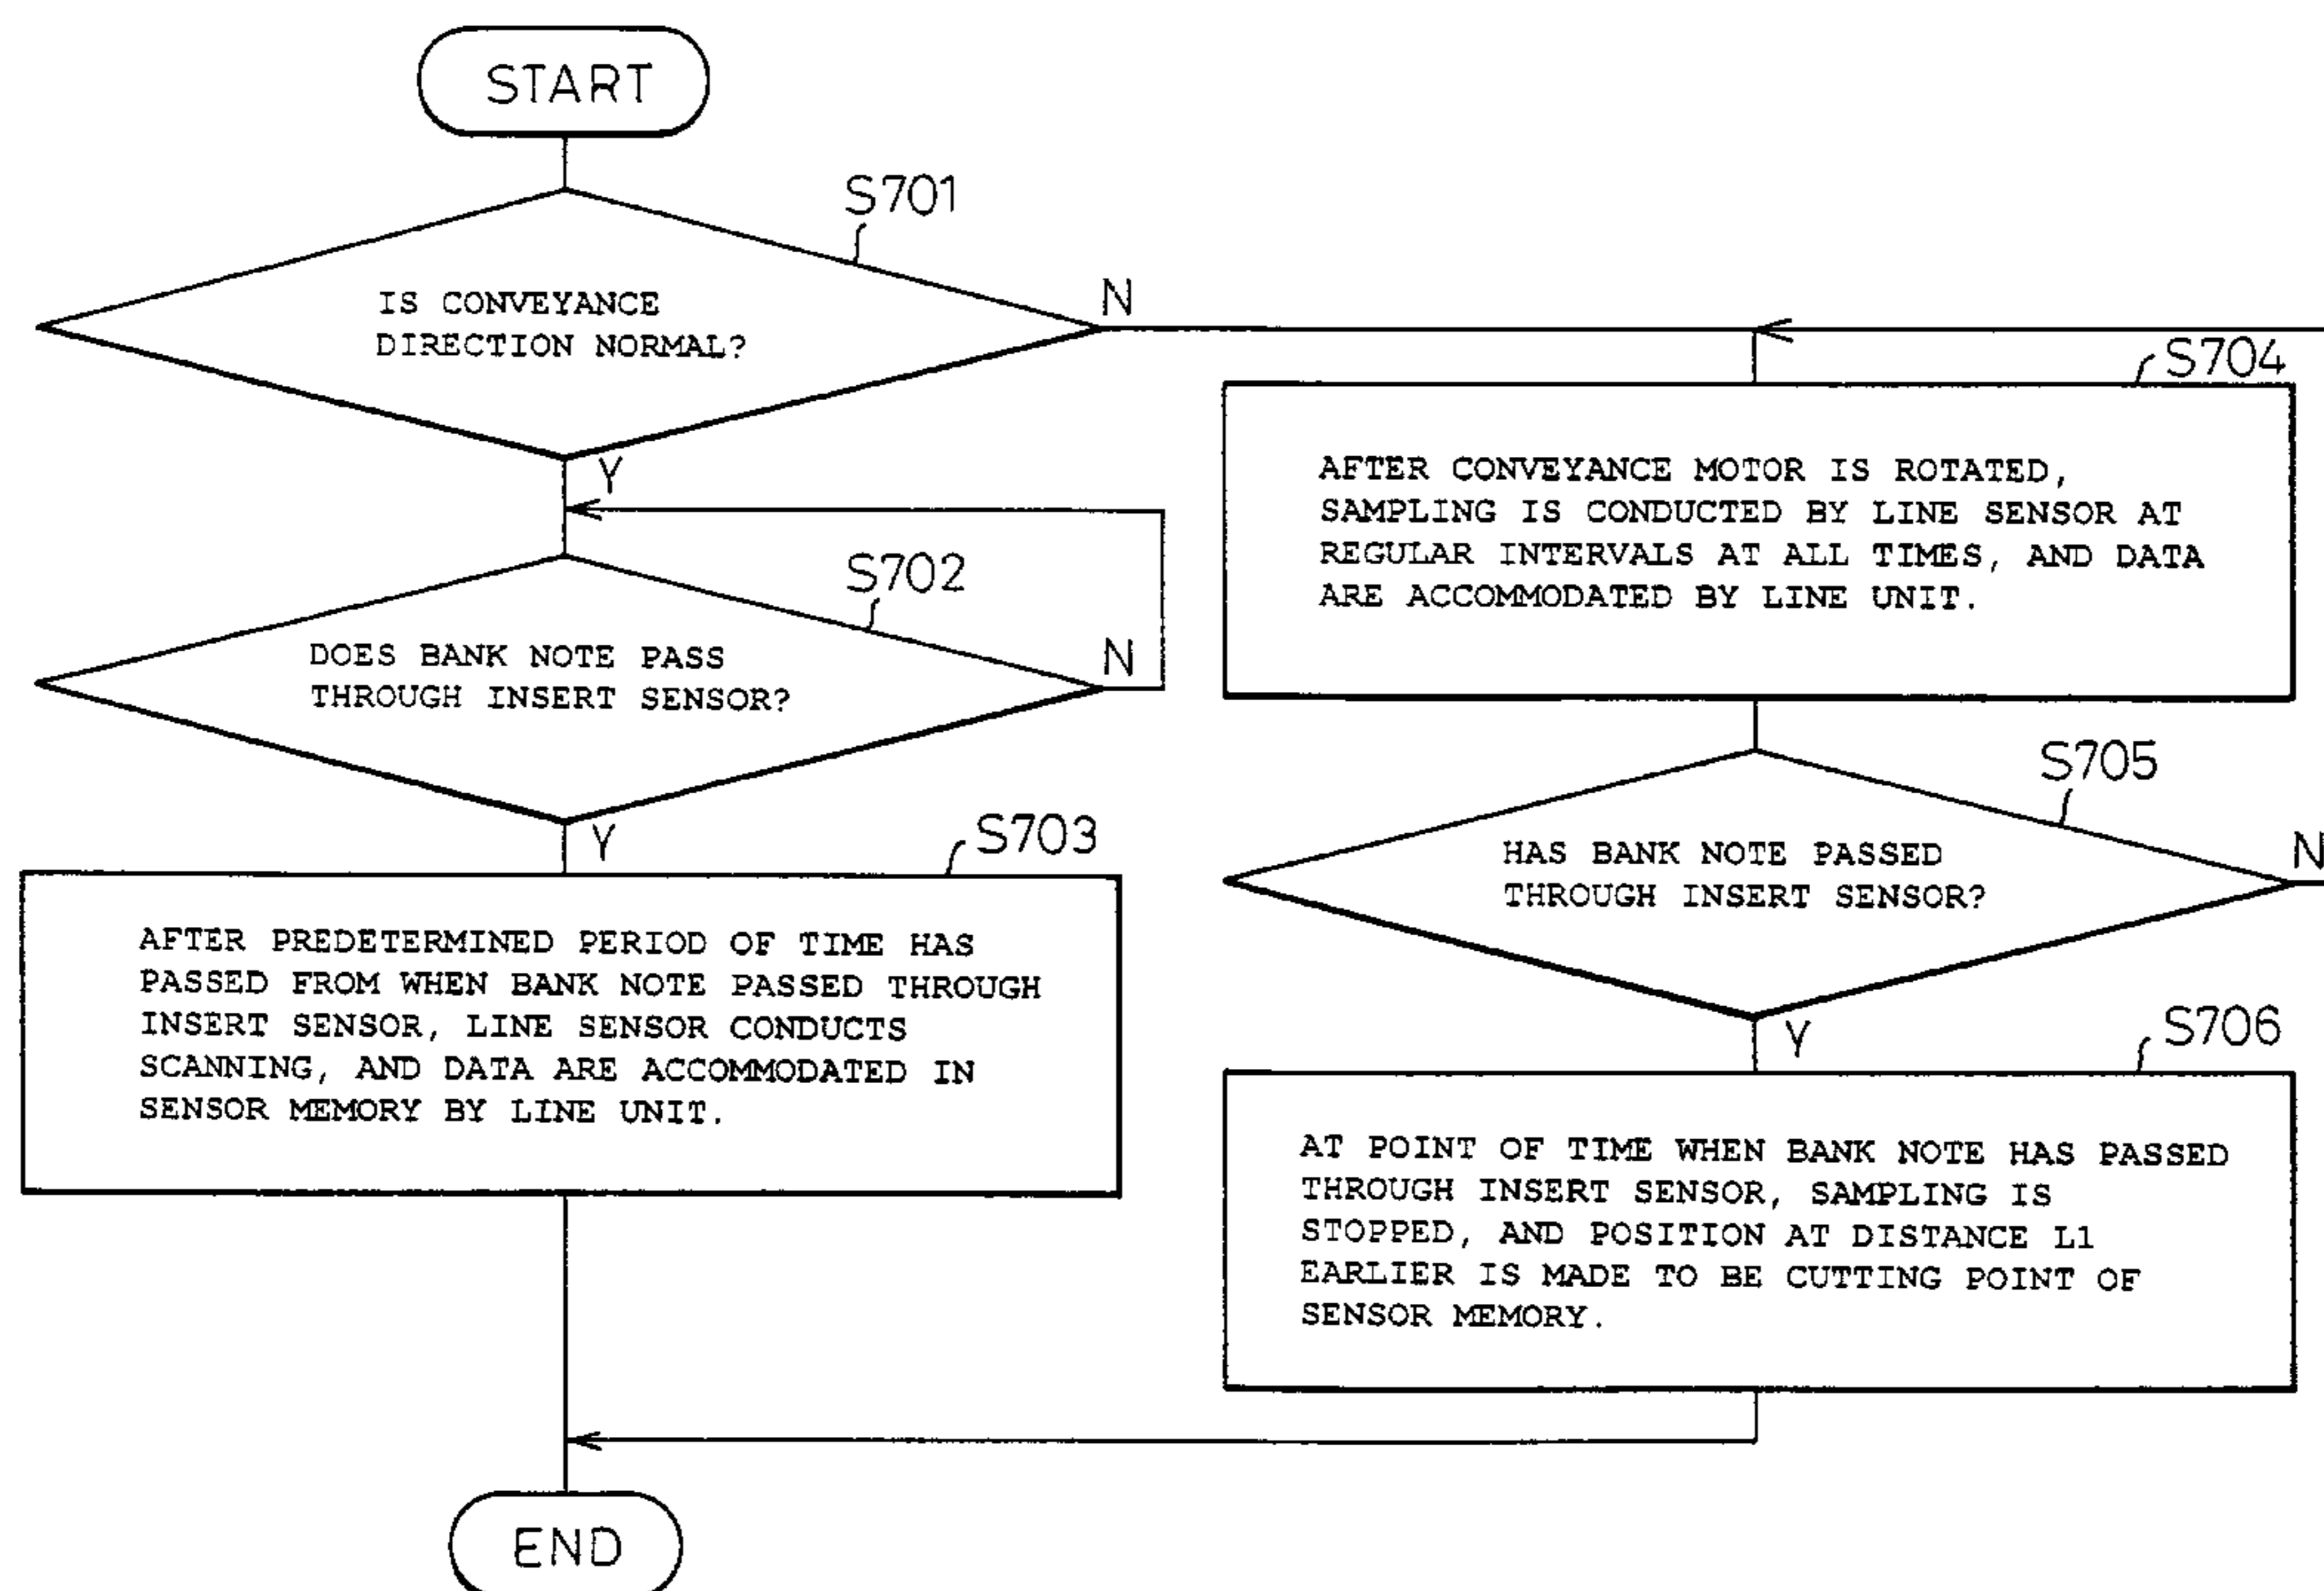 START
S701
IS CONVEYANCE
DIRECTION NORMAL?
N
Y
S702
DOES BANK NOTE PASS
THROUGH INSERT SENSOR?
N
Y
S703
AFTER PREDETERMINED PERIOD OF TIME HAS
PASSED FROM WHEN BANK NOTE PASSED THROUGH
INSERT SENSOR, LINE SENSOR CONDUCTS
SCANNING, AND DATA ARE ACCOMMODATED IN
SENSOR MEMORY BY LINE UNIT.
S704
AFTER CONVEYANCE MOTOR IS ROTATED,
SAMPLING IS CONDUCTED BY LINE SENSOR AT
REGULAR INTERVALS AT ALL TIMES, AND DATA
ARE ACCOMMODATED BY LINE UNIT.
S705
HAS BANK NOTE PASSED
THROUGH INSERT SENSOR?
N
Y
S706
AT POINT OF TIME WHEN BANK NOTE HAS PASSED
THROUGH INSERT SENSOR, SAMPLING IS
STOPPED, AND POSITION AT DISTANCE L1
EARLIER IS MADE TO BE CUTTING POINT OF
SENSOR MEMORY.
END